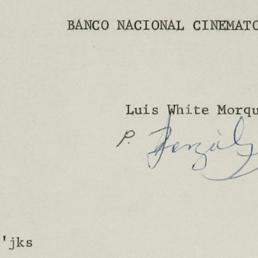 BANCO NACIONAL CINEMATO
Luis White Morqu
P.
'jks